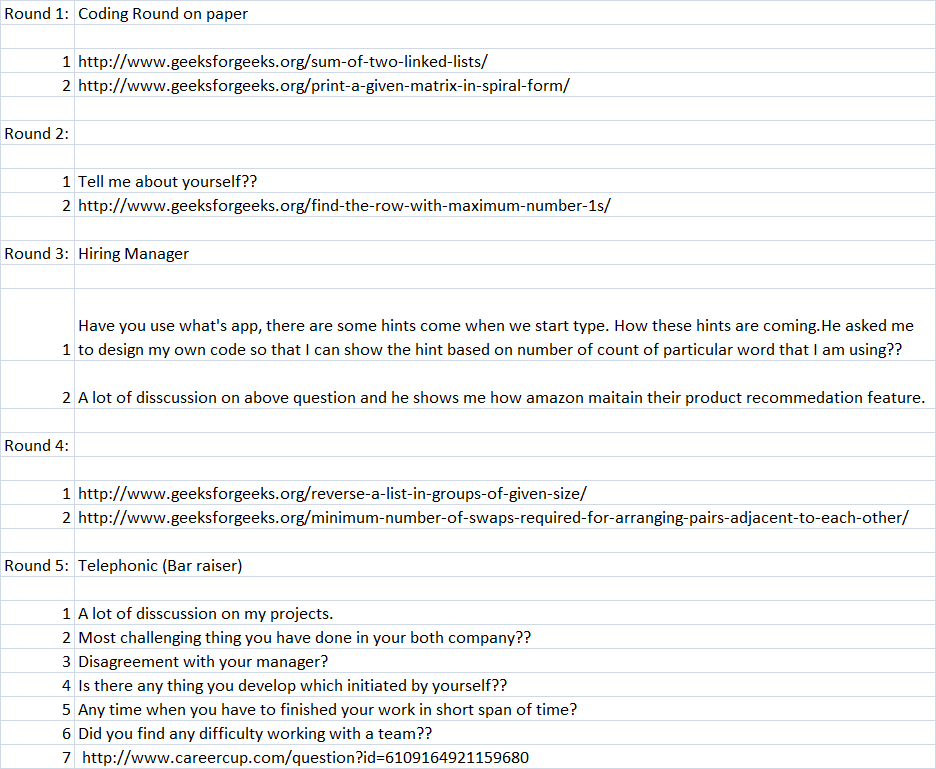 Round 1: Coding Round on paper
1 http://www.geeksforgeeks.org/sum-of-two-linked-lists/
2 http://www.geeksforgeeks.org/print-a-given-matrix-in-spiral-form/
Round 2:
1 Tell me about yourself??
2 http://www.geeksforgeeks.org/find-the-row-with-maximum-number-1s/
Round 3: Hiring Manager
Have you use what's app, there are some hints come when we start type. How these hints are coming.He asked me
1 to design my own code so that I can show the hint based on number of count of particular word that I am using??
2 A lot of disscussion on above question and he shows me how amazon maitain their product recommedation feature.
Round 4:
1 http://www.geeksforgeeks.org/reverse-a-list-in-groups-of-given-size/
2 http://www.geeksforgeeks.org/minimum-number-of-swaps-required-for-arranging-pairs-adjacent-to-each-other/
Round 5: Telephonic (Bar raiser)
1 A lot of disscussion on my projects.
2 Most challenging thing you have done in your both company??
3 Disagreement with your manager?
4 Is there any thing you develop which initiated by yourself??
5 Any time when you have to finished your work in short span of time?
6 Did you find any difficulty working with a team??
7 http://www.careercup.com/question?id=6109164921159680